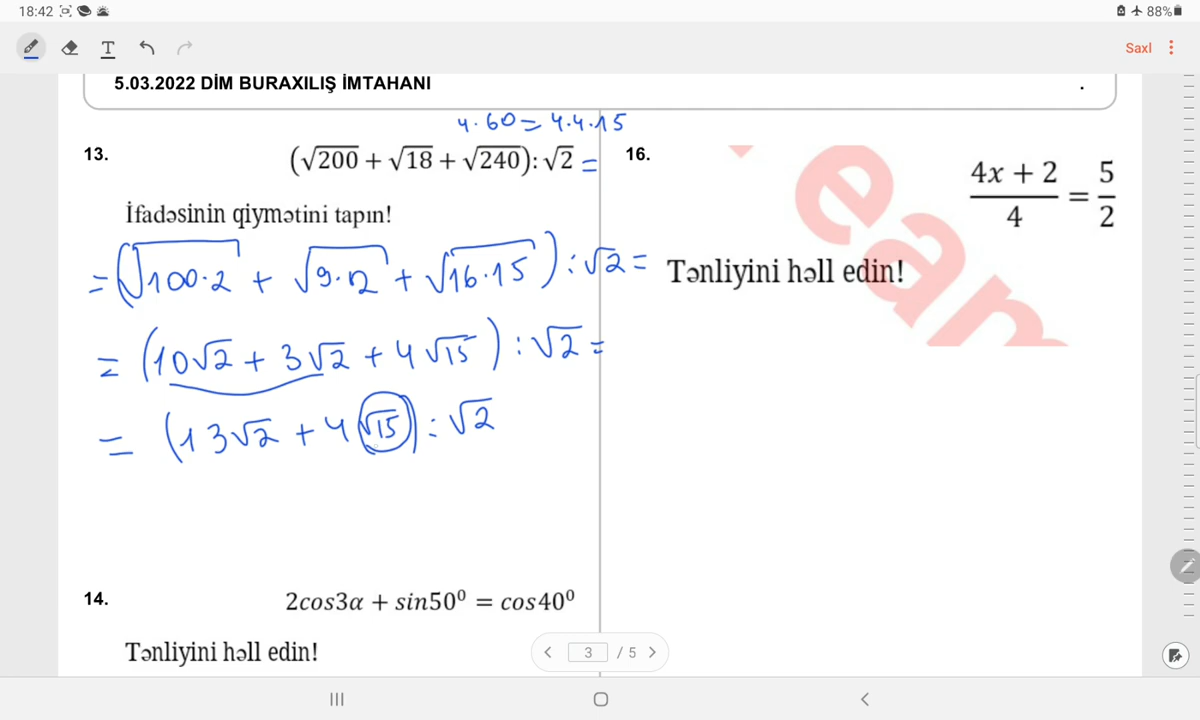 18:42
88%
Saxl
5.03.2022 DİM BURAXILIŞ İMTAHANI
.
4·60=4·4·15
13.
(√200 + √18 + √240):√2 =
İfadəsinin qiymətini tapın!
=(√100·2 + √9·2 + √16·15):√2=
= (10√2 + 3√2 + 4√15):√2=
= (13√2 + 4√15):√2
14.
2cos3α + sin50⁰ = cos40⁰
Tənliyini həll edin!
16.
(4x + 2)/4 = 5/2
Tənliyini həll edin!
eam
3 / 5